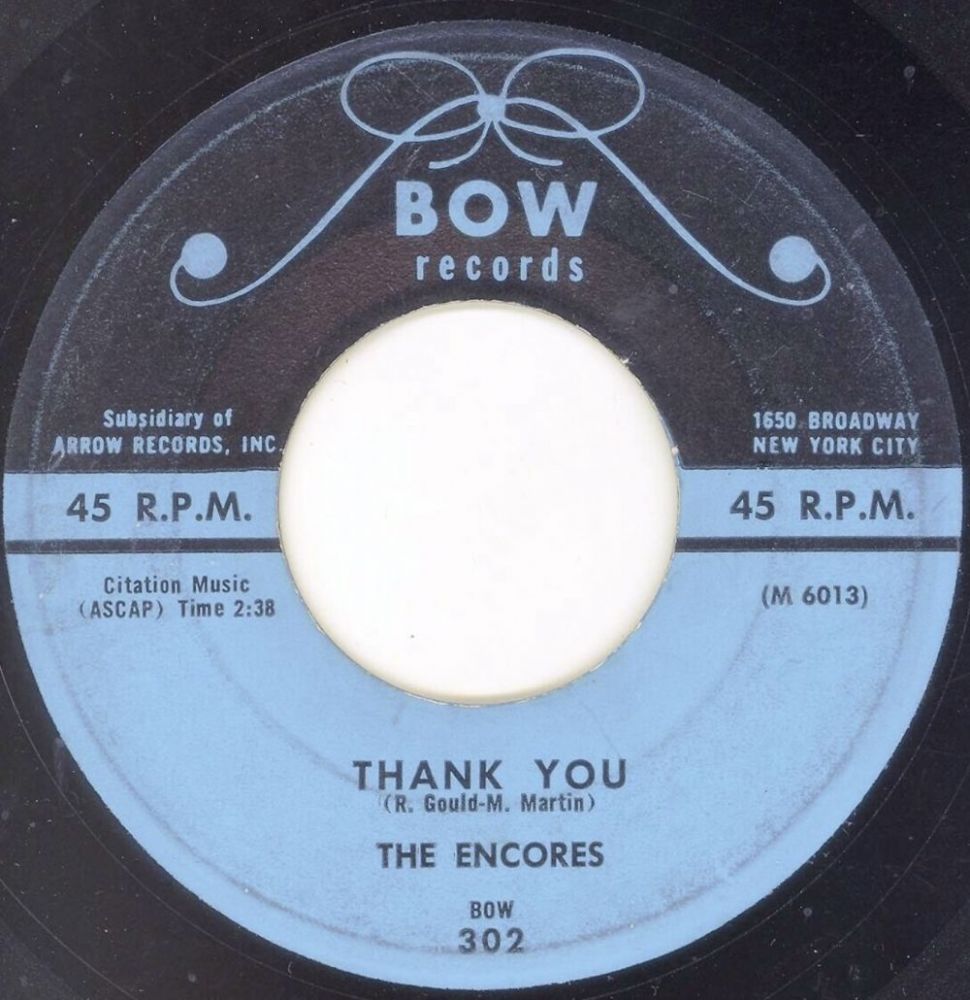 BOW
records
Subsidiary of
ARROW RECORDS, INC.
1650 BROADWAY
NEW YORK CITY
45 R.P.M.
45 R.P.M.
Citation Music
(ASCAP) Time 2:38
(M 6013)
THANK YOU
(R. Gould-M. Martin)
THE ENCORES
BOW
302